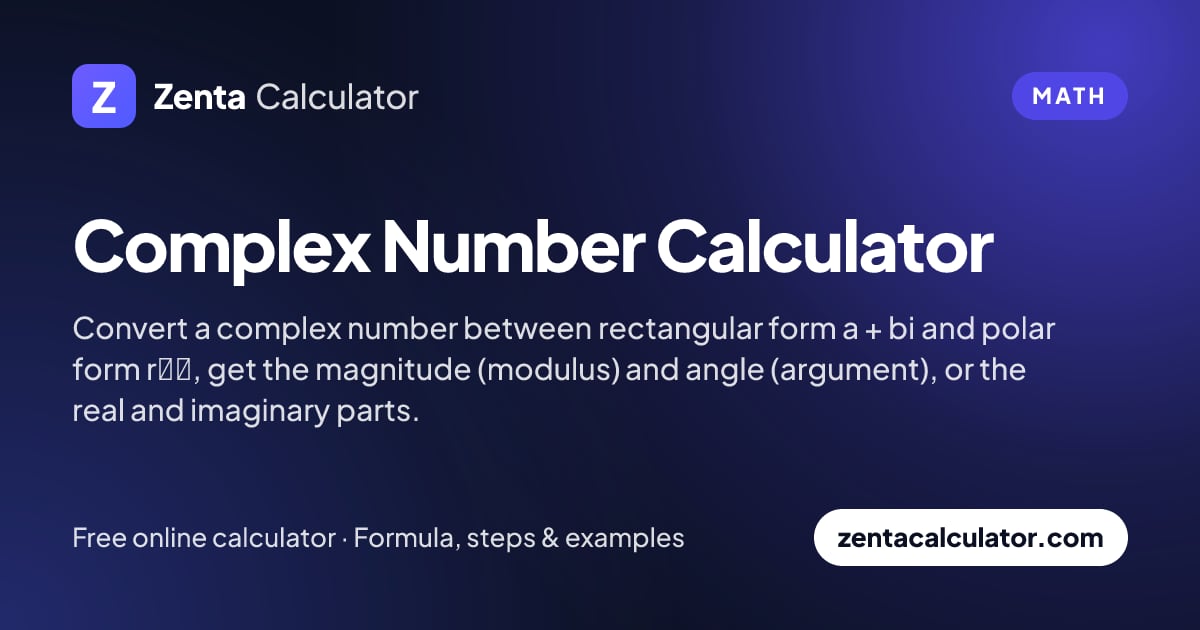 Z
Zenta Calculator
MATH
Complex Number Calculator
Convert a complex number between rectangular form a + bi and polar
form r▯▯, get the magnitude (modulus) and angle (argument), or the
real and imaginary parts.
Free online calculator · Formula, steps & examples
zentacalculator.com